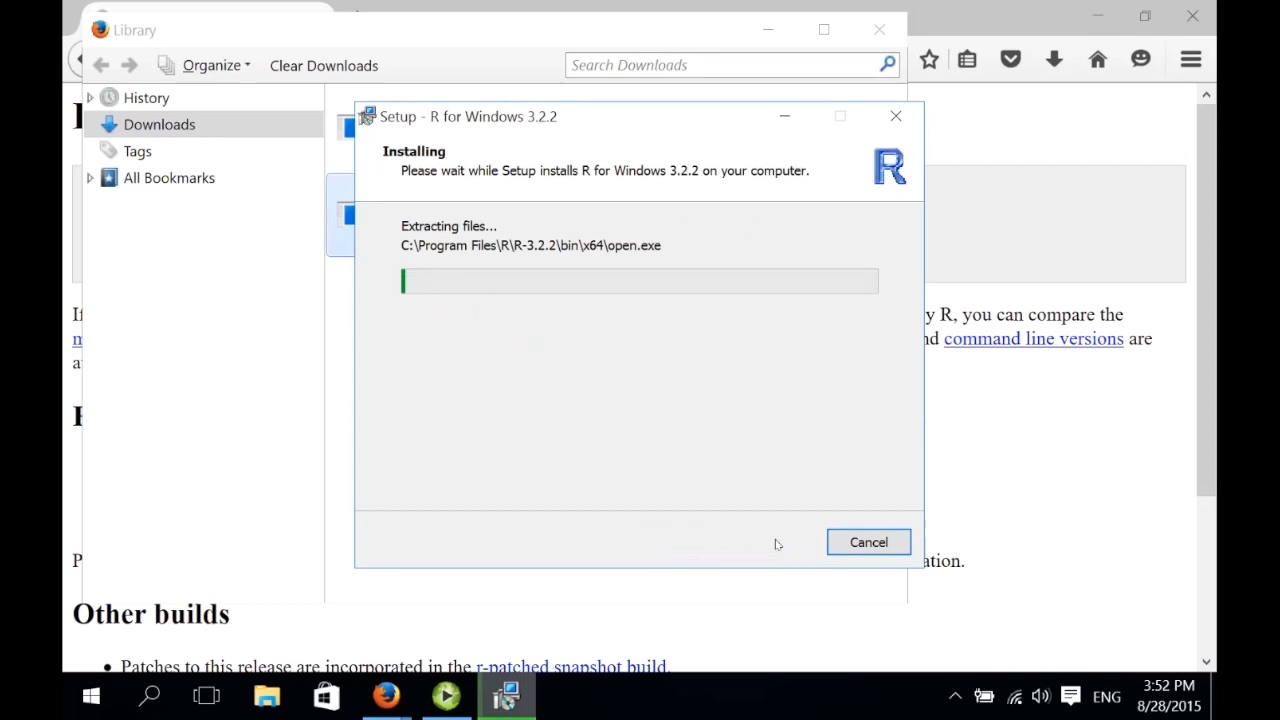 Library
Organize
Clear Downloads
Search Downloads
History
Downloads
Tags
All Bookmarks
Setup - R for Windows 3.2.2
Installing
Please wait while Setup installs R for Windows 3.2.2 on your computer.
R
Extracting files...
C:\Program Files\R\R-3.2.2\bin\x64\open.exe
Cancel
y R, you can compare the
command line versions are
Other builds
Patches to this release are incorporated in the r-patched snapshot build.
ENG
3:52 PM
8/28/2015